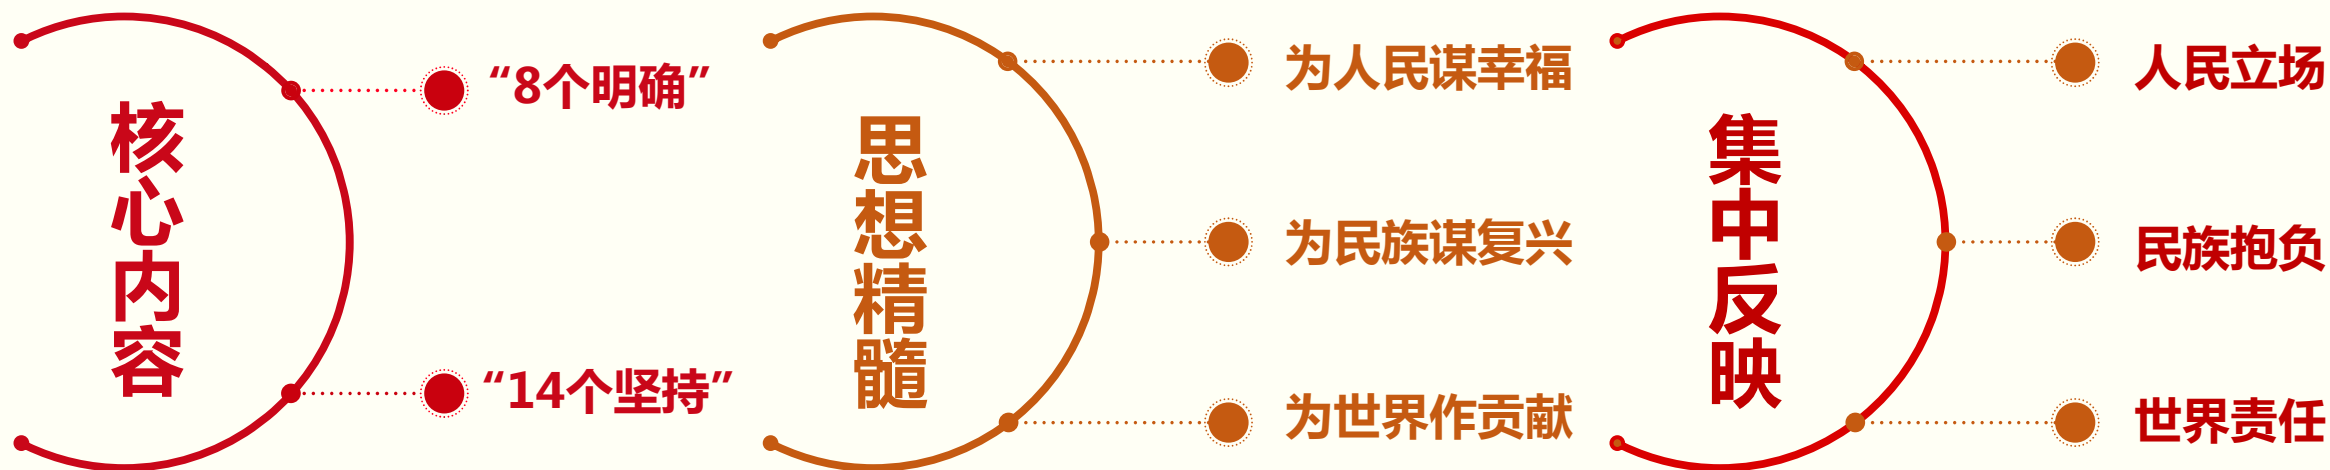 核心内容
“8个明确”
“14个坚持”
思想精髓
为人民谋幸福
为民族谋复兴
为世界作贡献
集中反映
人民立场
民族抱负
世界责任